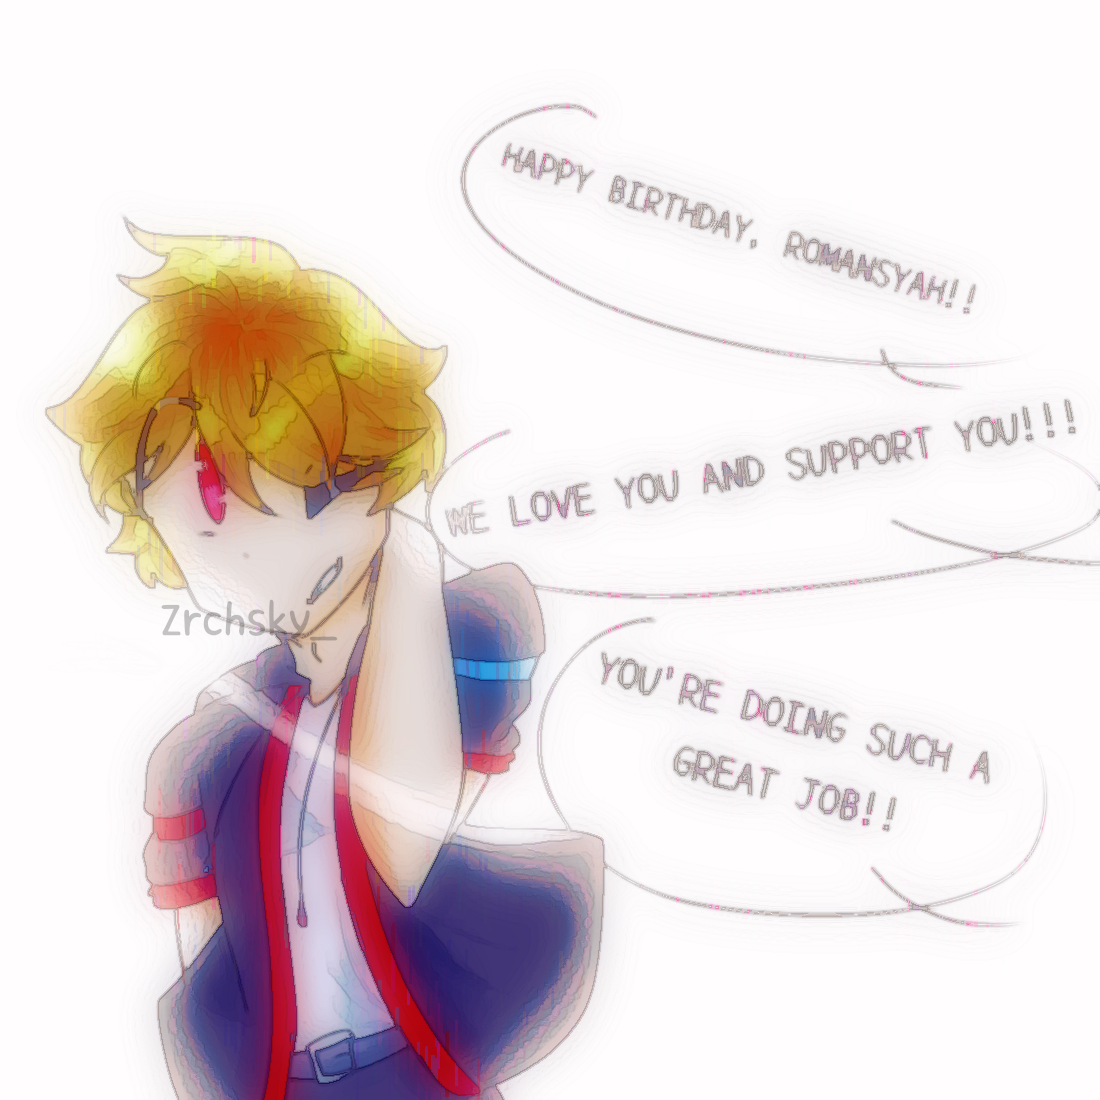 HAPPY BIRTHDAY, ROMANSYAH!!
WE LOVE YOU AND SUPPORT YOU!!!
YOU'RE DOING SUCH A
GREAT JOB!!
Zrchsky_